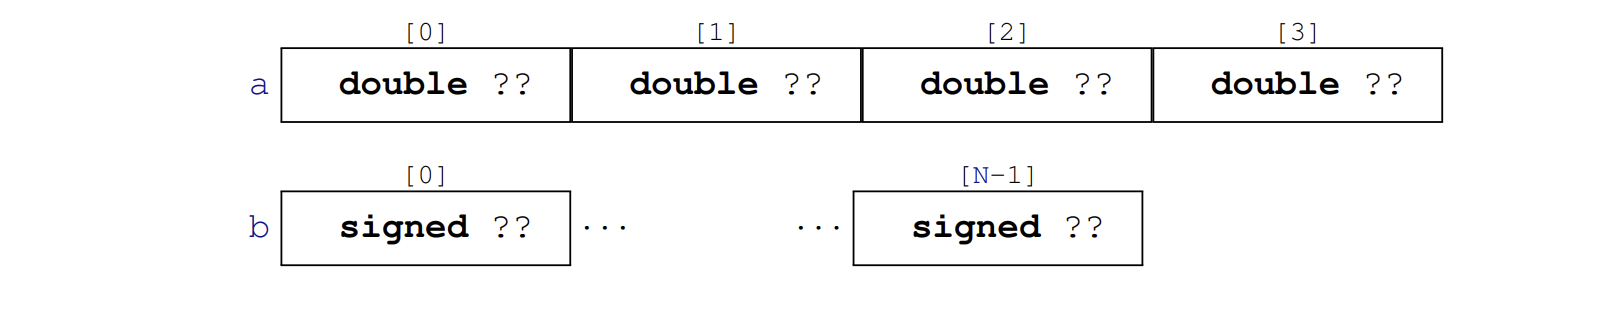 [0] [1] [2] [3]
a double ?? double ?? double ?? double ??
[0] [N-1]
b signed ?? ··· ··· signed ??